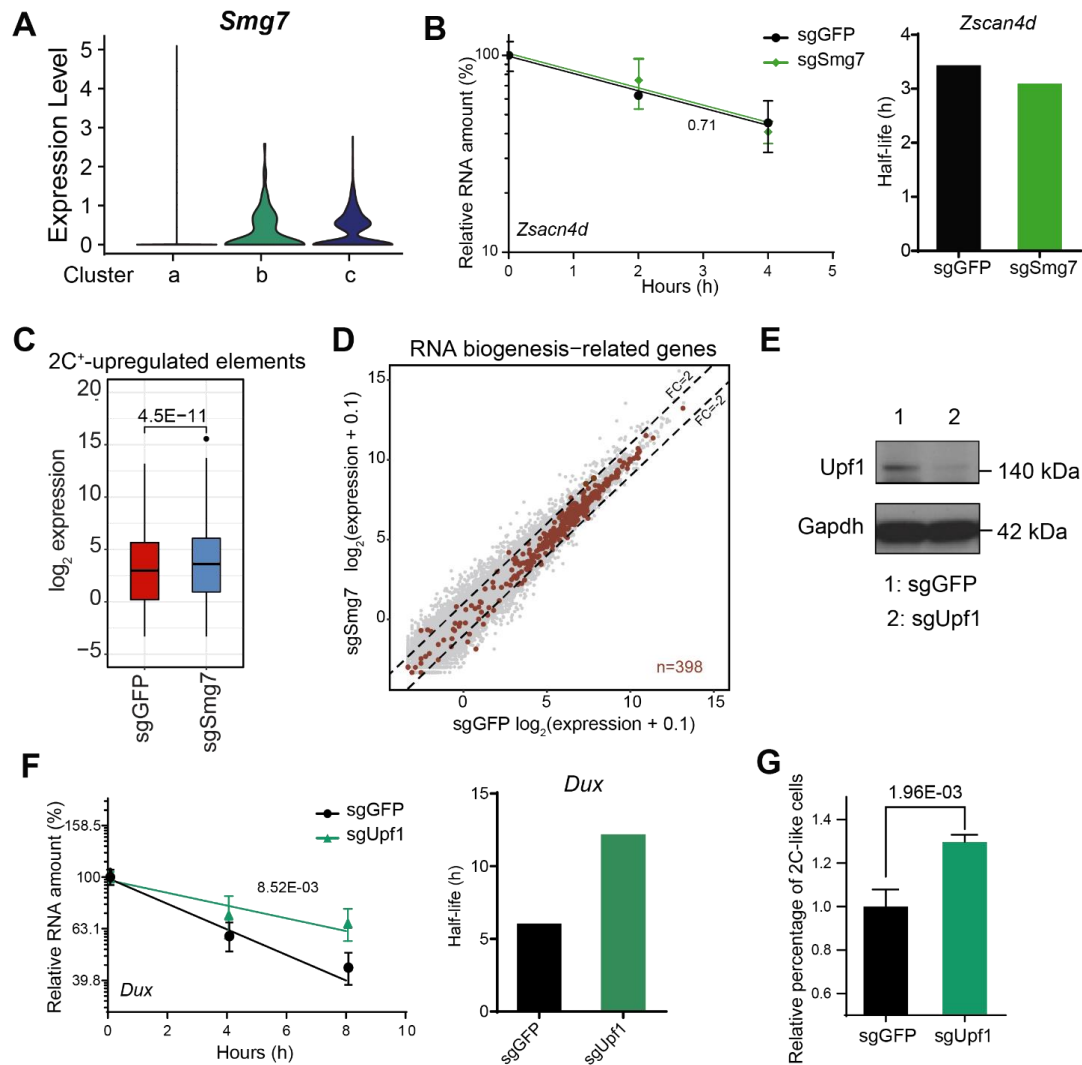 A
Smg7
Expression Level
5
4
3
2
1
0
Cluster
a
b
c
B
sgGFP
sgSmg7
Relative RNA amount (%)
100
10
0.71
Zsacn4d
0
1
2
3
4
5
Hours (h)
Zscan4d
Half-life (h)
4
3
2
1
0
sgGFP
sgSmg7
C
2C+-upregulated elements
log2 expression
20
15
10
5
0
−5
4.5E−11
sgGFP
sgSmg7
D
RNA biogenesis−related genes
sgSmg7 log2(expression + 0.1)
15
10
5
0
FC=2
FC=-2
n=398
0
5
10
15
sgGFP log2(expression + 0.1)
E
1 2
Upf1
140 kDa
Gapdh
42 kDa
1: sgGFP
2: sgUpf1
F
sgGFP
sgUpf1
Relative RNA amount (%)
158.5
100
63.1
39.8
8.52E-03
Dux
0
2
4
6
8
10
Hours (h)
Dux
Half-life (h)
15
10
5
0
sgGFP
sgUpf1
G
1.96E-03
Relative percentage of 2C-like cells
1.4
1.2
1.0
0.8
0.6
sgGFP
sgUpf1